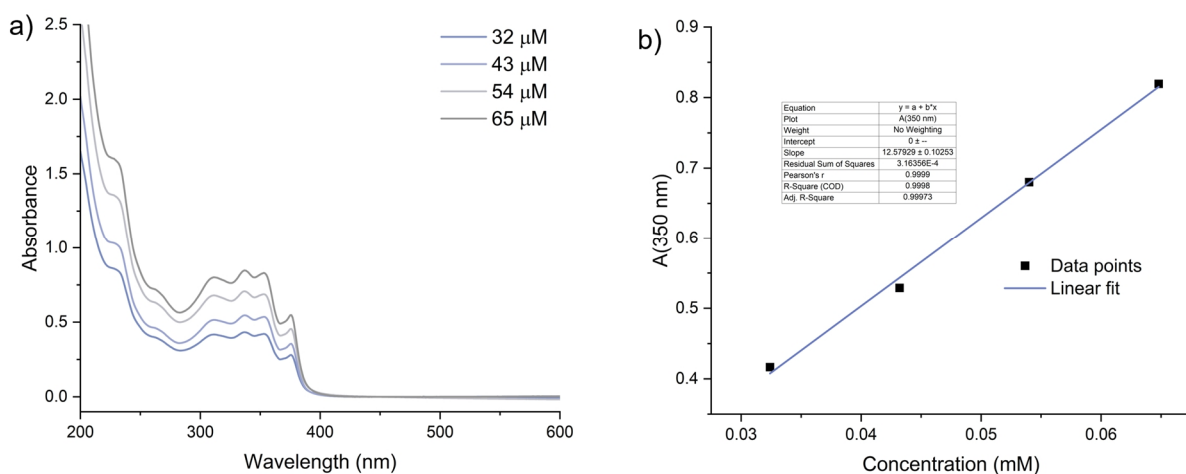 a)
2.5
2.0
1.5
1.0
0.5
0.0
Absorbance
200
300
400
500
600
Wavelength (nm)
32 μM
43 μM
54 μM
65 μM
b)
0.9
0.8
0.7
0.6
0.5
0.4
A(350 nm)
0.03
0.04
0.05
0.06
Concentration (mM)
Equation y = a + b*x
Plot A(350 nm)
Weight No Weighting
Intercept 0 ± --
Slope 12.57929 ± 0.10253
Residual Sum of Squares 3.16356E-4
Pearson's r 0.9999
R-Square (COD) 0.9998
Adj. R-Square 0.99973
Data points
Linear fit